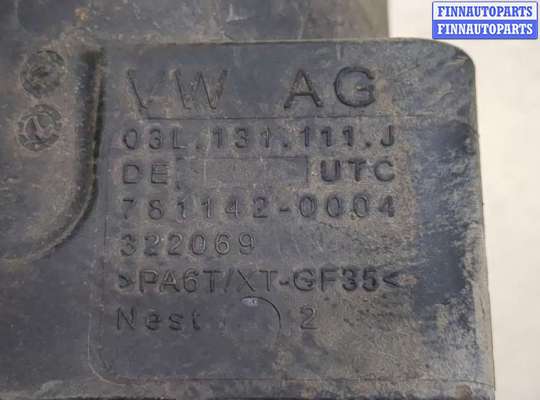 FINNAUTOPARTS
FINNAUTOPARTS
VW AG
03L.131.111.J
DE UTC
781142-0004
322069
>PA6T/XT-GF35<
Nest 2